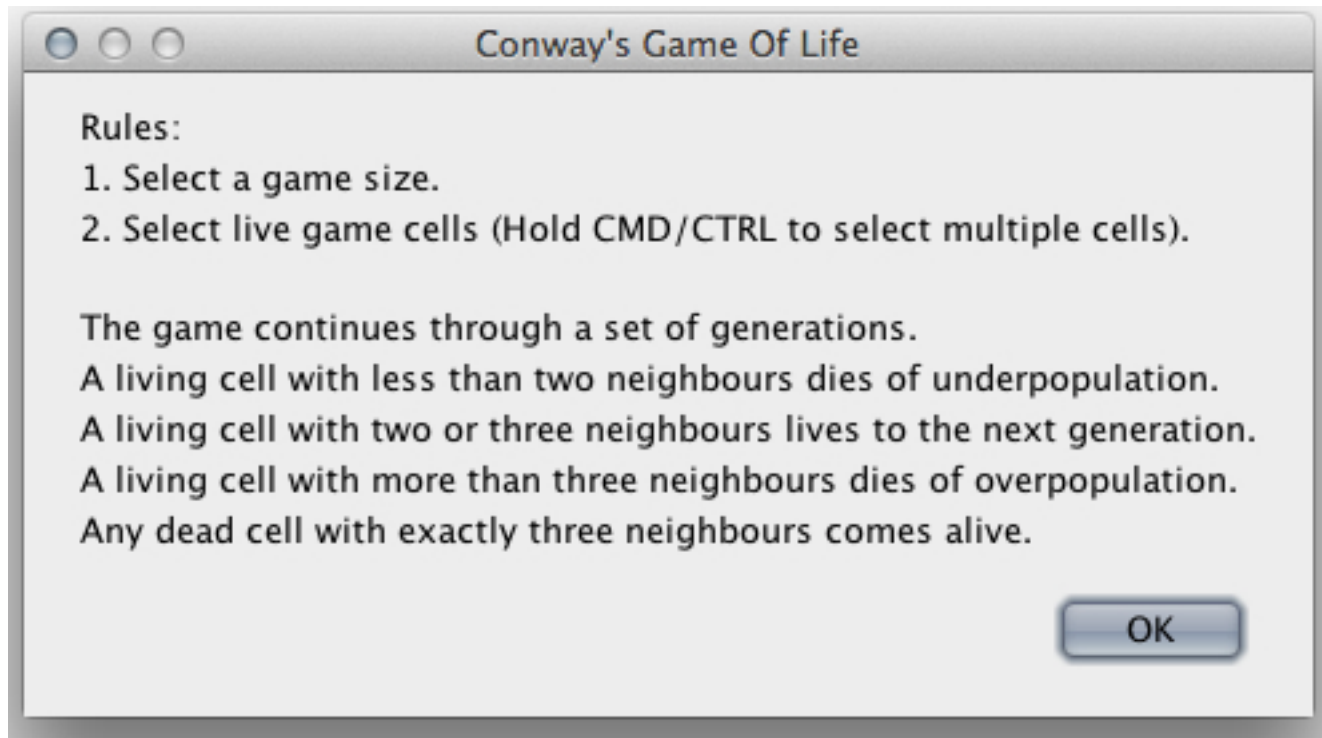 Conway's Game Of Life
Rules:
1. Select a game size.
2. Select live game cells (Hold CMD/CTRL to select multiple cells).
The game continues through a set of generations.
A living cell with less than two neighbours dies of underpopulation.
A living cell with two or three neighbours lives to the next generation.
A living cell with more than three neighbours dies of overpopulation.
Any dead cell with exactly three neighbours comes alive.
OK